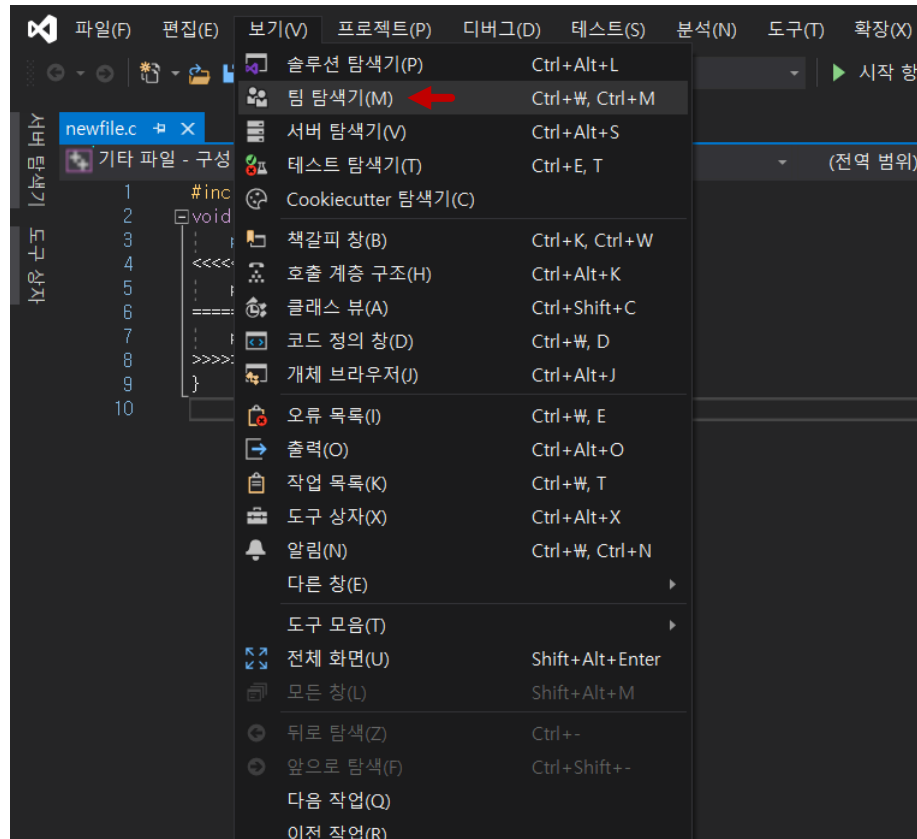 파일(F) 편집(E) 보기(V) 프로젝트(P) 디버그(D) 테스트(S) 분석(N) 도구(T) 확장(X)
시작 항
서버 탐색기
도구 상자
newfile.c
기타 파일 - 구성
(전역 범위)
1 #inc
2 void
3
4 <<<<
5
6 ====
7
8 >>>>
9 }
10
솔루션 탐색기(P) Ctrl+Alt+L
팀 탐색기(M) Ctrl+₩, Ctrl+M
서버 탐색기(V) Ctrl+Alt+S
테스트 탐색기(T) Ctrl+E, T
Cookiecutter 탐색기(C)
책갈피 창(B) Ctrl+K, Ctrl+W
호출 계층 구조(H) Ctrl+Alt+K
클래스 뷰(A) Ctrl+Shift+C
코드 정의 창(D) Ctrl+₩, D
개체 브라우저(J) Ctrl+Alt+J
오류 목록(I) Ctrl+₩, E
출력(O) Ctrl+Alt+O
작업 목록(K) Ctrl+₩, T
도구 상자(X) Ctrl+Alt+X
알림(N) Ctrl+₩, Ctrl+N
다른 창(E)
도구 모음(T)
전체 화면(U) Shift+Alt+Enter
모든 창(L) Shift+Alt+M
뒤로 탐색(Z) Ctrl+-
앞으로 탐색(F) Ctrl+Shift+-
다음 작업(Q)
이전 작업(R)